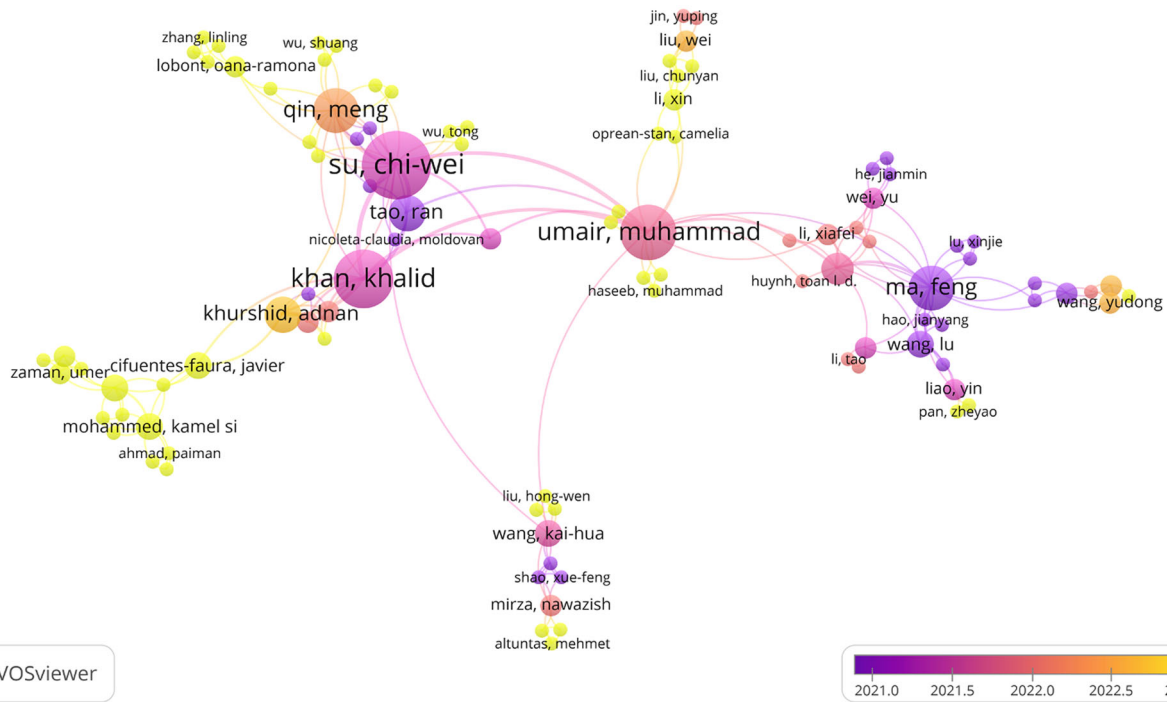 jin, yuping
zhang, linling
wu, shuang
liu, wei
lobont, oana-ramona
liu, chunyan
li, xin
qin, meng
wu, tong
oprean-stan, camelia
su, chi-wei
he, jianmin
wei, yu
tao, ran
umair, muhammad
li, xiafei
nicoleta-claudia, moldovan
lu, xinjie
khan, khalid
huynh, toan l. d.
ma, feng
haseeb, muhammad
wang, yudong
khurshid, adnan
hao, jianyang
wang, lu
li, tao
cifuentes-faura, javier
zaman, umer
liao, yin
pan, zheyao
mohammed, kamel si
ahmad, paiman
liu, hong-wen
wang, kai-hua
shao, xue-feng
mirza, nawazish
altuntas, mehmet
VOSviewer
2021.0 2021.5 2022.0 2022.5